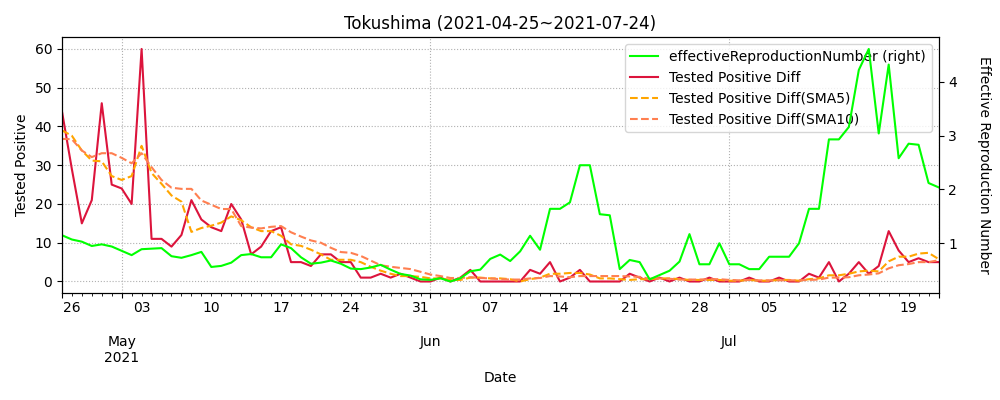 Tokushima (2021-04-25~2021-07-24)
effectiveReproductionNumber (right)
Tested Positive Diff
Tested Positive Diff(SMA5)
Tested Positive Diff(SMA10)
Tested Positive
60
50
40
30
20
10
0
4
3
2
1
Effective Reproduction Number
26 03 10 17 24 31 07 14 21 28 05 12 19
May Jun Jul
2021
Date